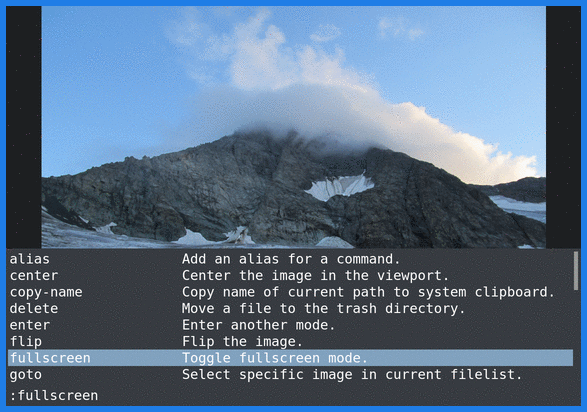 alias Add an alias for a command.
center Center the image in the viewport.
copy-name Copy name of current path to system clipboard.
delete Move a file to the trash directory.
enter Enter another mode.
flip Flip the image.
fullscreen Toggle fullscreen mode.
goto Select specific image in current filelist.
:fullscreen